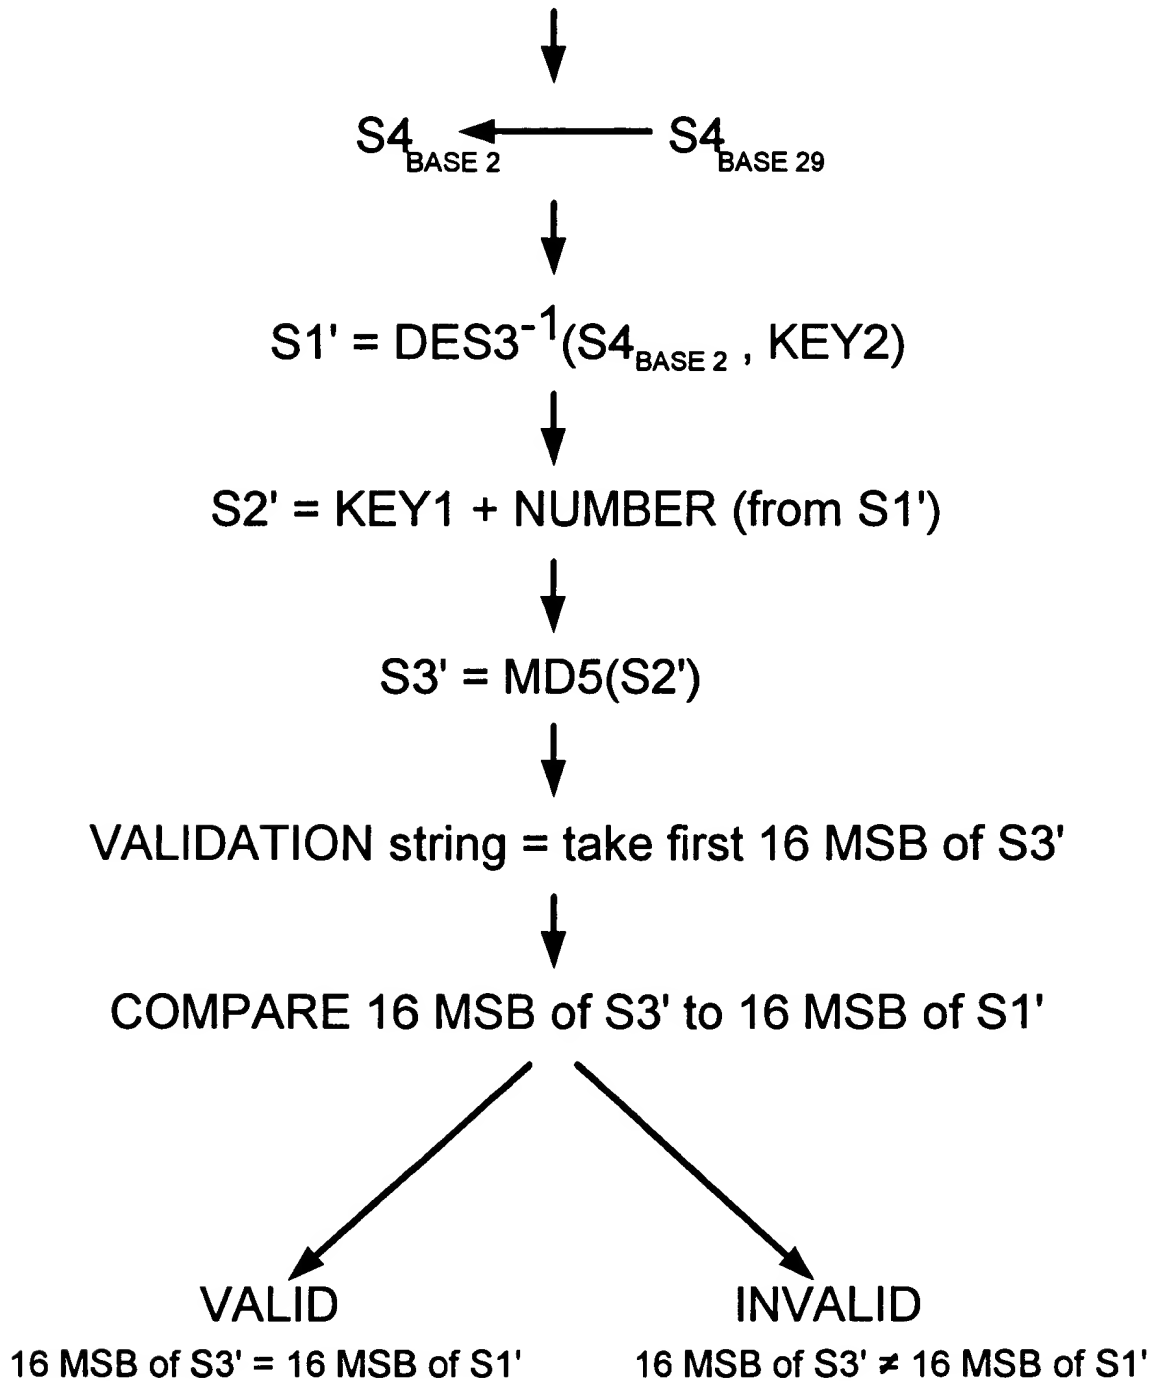 S4BASE 2 S4BASE 29
S1' = DES3-1(S4BASE 2 , KEY2)
S2' = KEY1 + NUMBER (from S1')
S3' = MD5(S2')
VALIDATION string = take first 16 MSB of S3'
COMPARE 16 MSB of S3' to 16 MSB of S1'
VALID INVALID
16 MSB of S3' = 16 MSB of S1' 16 MSB of S3' ≠ 16 MSB of S1'